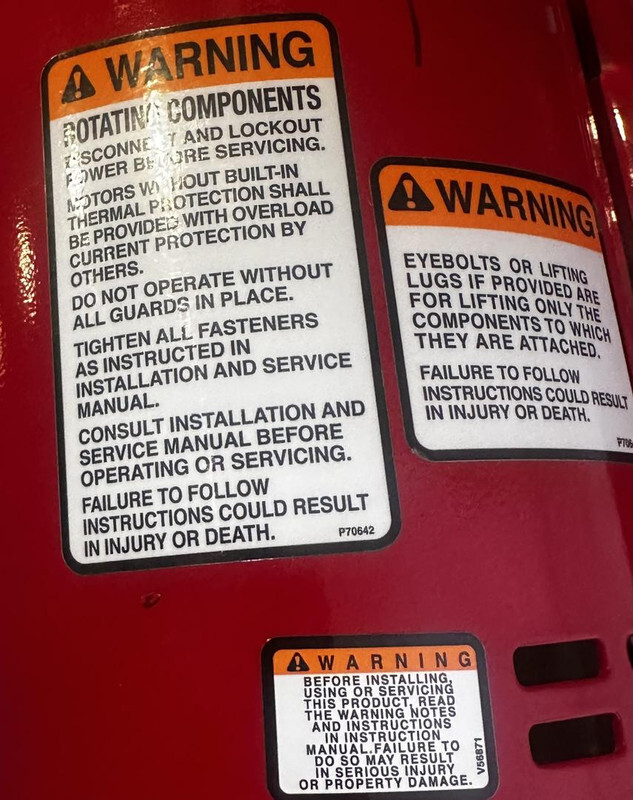 WARNING
ROTATING COMPONENTS
DISCONNECT AND LOCKOUT
POWER BEFORE SERVICING.
MOTORS WITHOUT BUILT-IN
THERMAL PROTECTION SHALL
BE PROVIDED WITH OVERLOAD
CURRENT PROTECTION BY
OTHERS.
DO NOT OPERATE WITHOUT
ALL GUARDS IN PLACE.
TIGHTEN ALL FASTENERS
AS INSTRUCTED IN
INSTALLATION AND SERVICE
MANUAL.
CONSULT INSTALLATION AND
SERVICE MANUAL BEFORE
OPERATING OR SERVICING.
FAILURE TO FOLLOW
INSTRUCTIONS COULD RESULT
IN INJURY OR DEATH.
P70642
WARNING
EYEBOLTS OR LIFTING
LUGS IF PROVIDED ARE
FOR LIFTING ONLY THE
COMPONENTS TO WHICH
THEY ARE ATTACHED.
FAILURE TO FOLLOW
INSTRUCTIONS COULD RESULT
IN INJURY OR DEATH.
WARNING
BEFORE INSTALLING,
USING OR SERVICING
THIS PRODUCT, READ
THE WARNING NOTES
AND INSTRUCTIONS
IN INSTRUCTION
MANUAL.FAILURE TO
DO SO MAY RESULT
IN SERIOUS INJURY
OR PROPERTY DAMAGE.
V56871